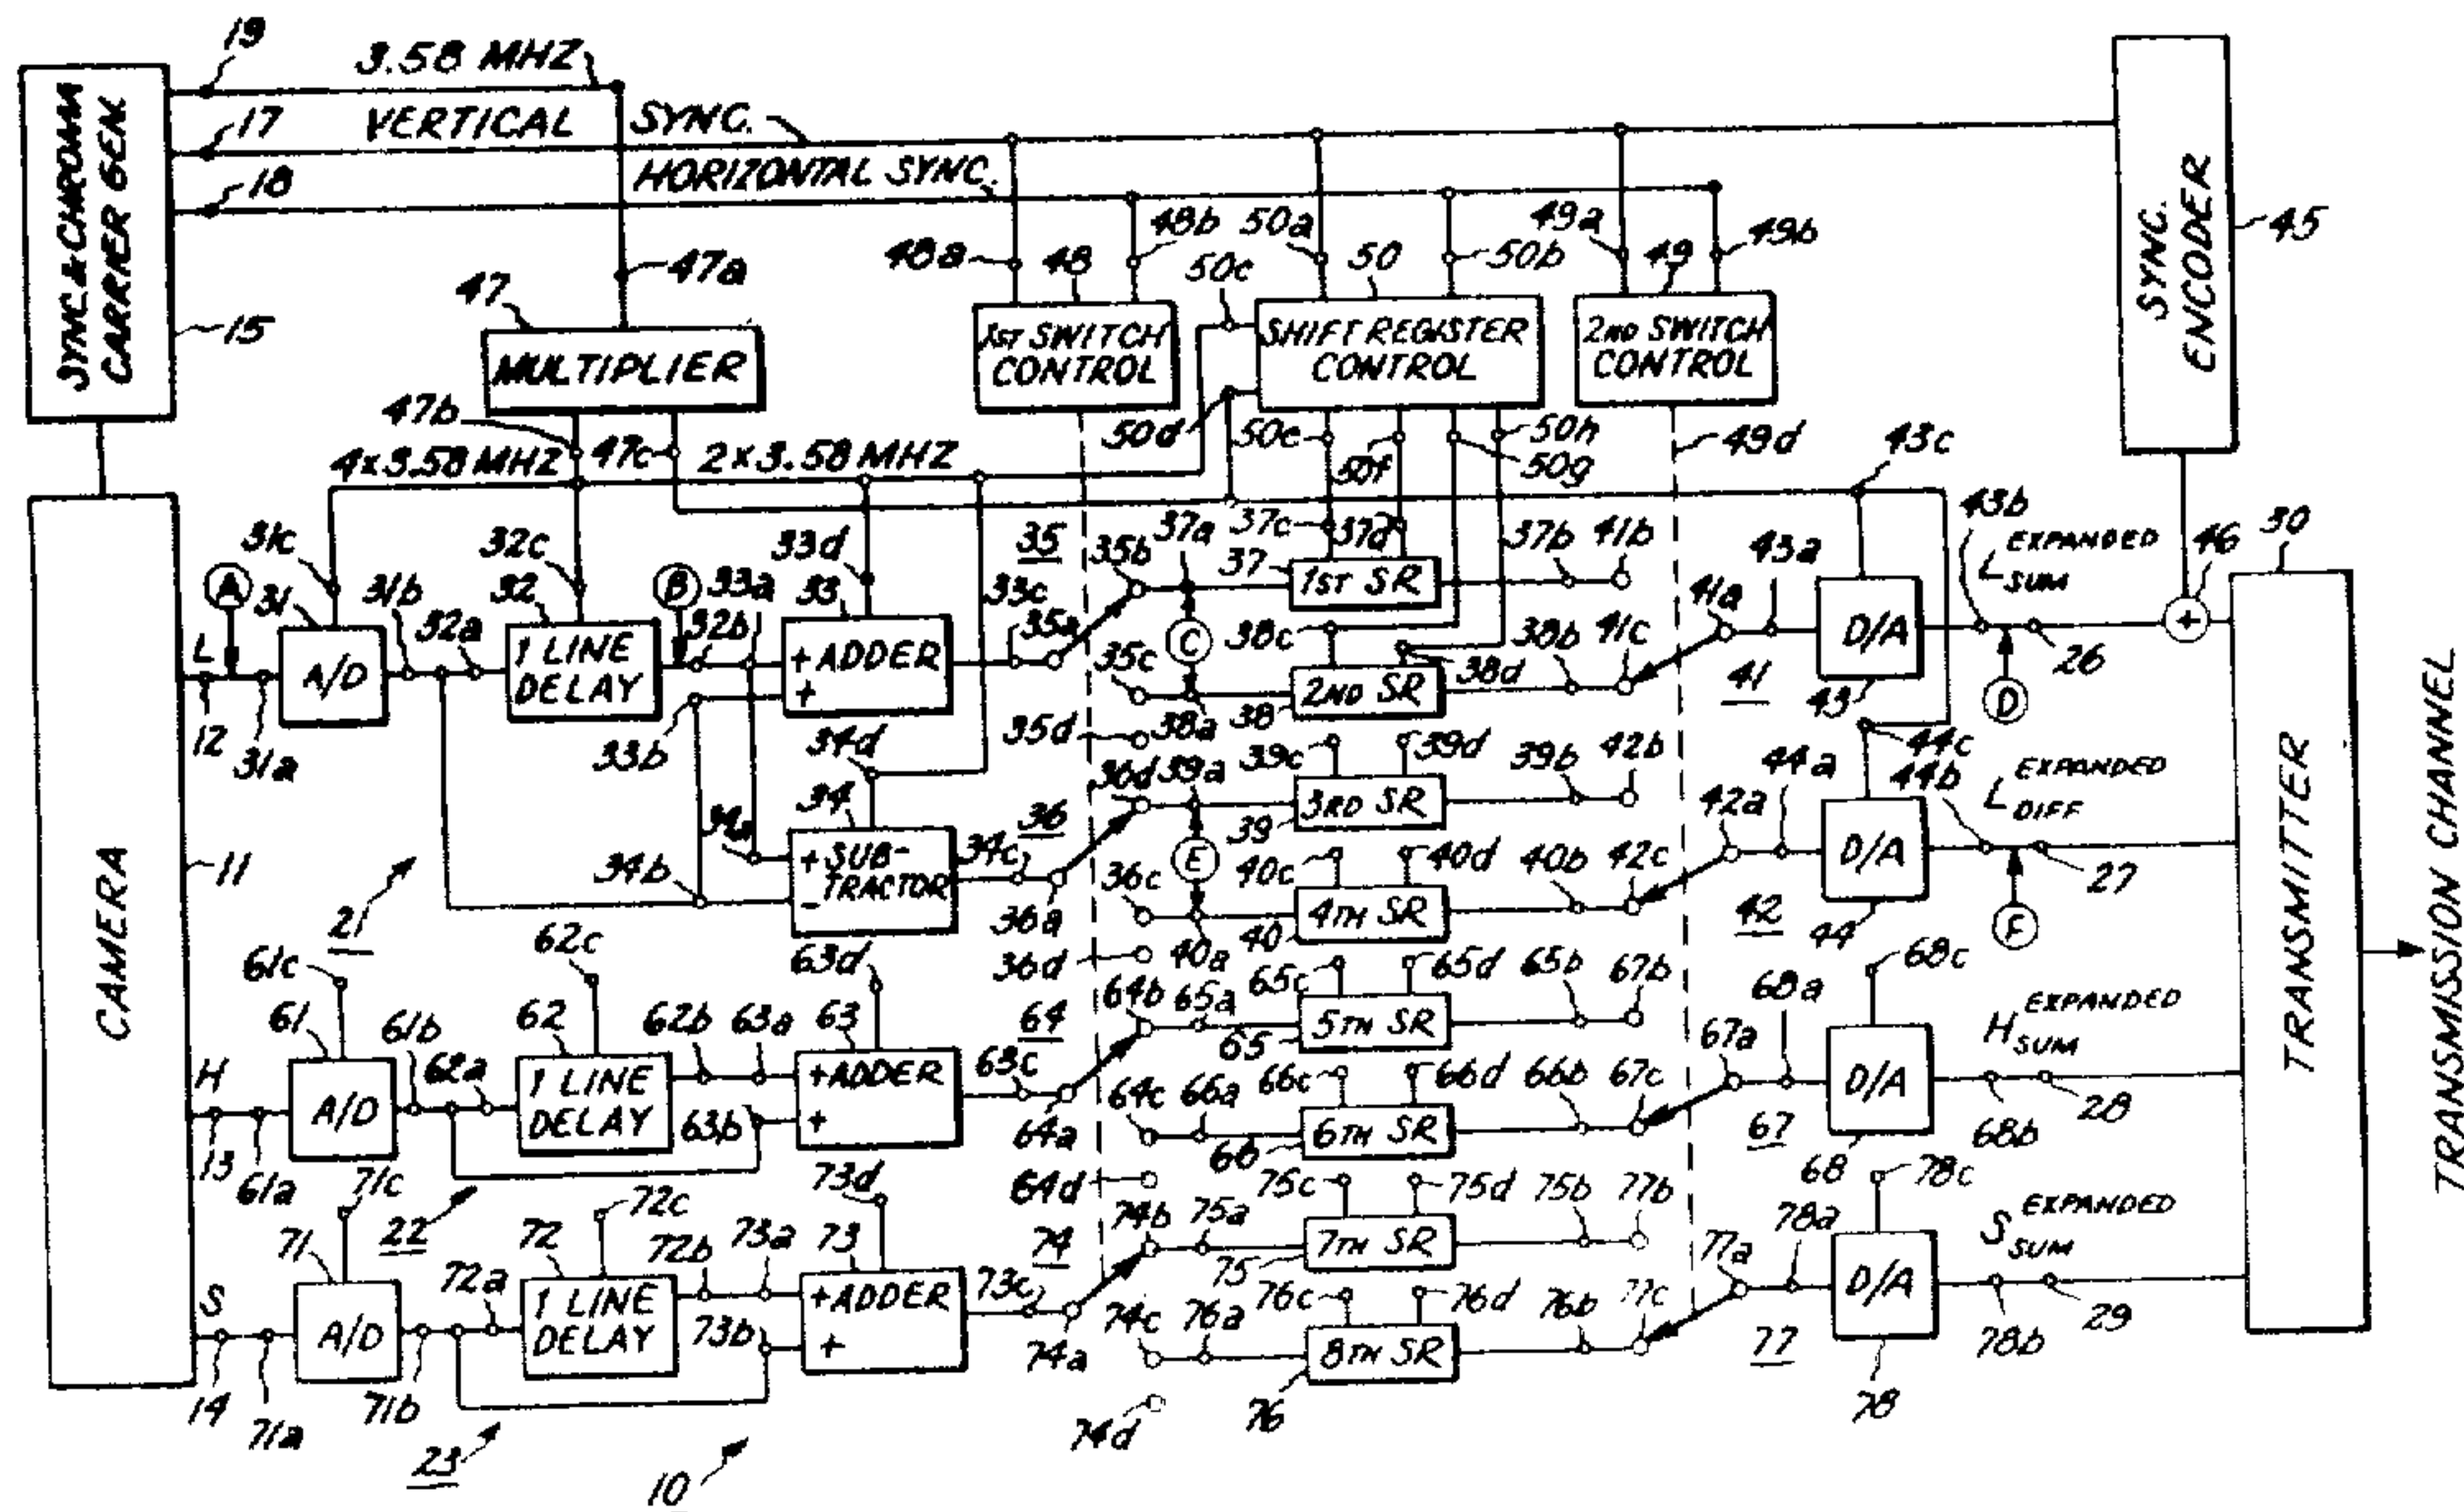 19
3.58 MHZ
17
VERTICAL SYNC.
18
HORIZONTAL SYNC.
SYNC & CHROMA
CARRIER GEN.
15
47a
47
MULTIPLIER
47b
47c
4x3.58 MHZ
2x3.58 MHZ
48a
48
48b
1ST SWITCH
CONTROL
50c
50a
50
50b
SHIFT REGISTER
CONTROL
50d
50e
50f
50g
50h
49a
49
49b
2ND SWITCH
CONTROL
49d
SYNC.
ENCODER
45
CAMERA
11
A
L
12
31a
31c
31
A/D
31b
32a
32c
32
1 LINE
DELAY
B
32b
33a
33d
33
+ADDER
+
33b
33c
35
35a
35b
35c
35d
37a
C
37c
37d
37
1ST SR
37b
41b
38a
38c
38d
38
2ND SR
38b
41c
41
41a
43a
43c
D/A
43
43b
L SUM EXPANDED
D
26
46
+
30
TRANSMITTER
TRANSMISSION CHANNEL
21
34a
34b
34d
34
+SUB-
TRACTOR
-
34c
36
36a
36d
36c
36d
39a
E
39c
39d
39
3RD SR
39b
42b
40a
40c
40d
40
4TH SR
40b
42c
42
42a
44a
44c
D/A
44
44b
L DIFF EXPANDED
F
27
H
13
61a
61c
61
A/D
61b
62a
62c
62
1 LINE
DELAY
62b
63a
63d
63
+ADDER
+
63b
63c
64
64a
64b
64c
64d
65a
65c
65d
65
5TH SR
65b
67b
66a
66c
66d
66
6TH SR
66b
67c
67
67a
68a
68c
D/A
68
68b
H SUM EXPANDED
28
22
S
14
71a
71c
71
A/D
71b
72a
72c
72
1 LINE
DELAY
72b
73a
73d
73
+ADDER
+
73b
73c
74
74a
74b
74c
74d
75a
75c
75d
75
7TH SR
75b
77b
76a
76c
76d
76
8TH SR
76b
77c
77
77a
78a
78c
D/A
78
78b
S SUM EXPANDED
29
23
10